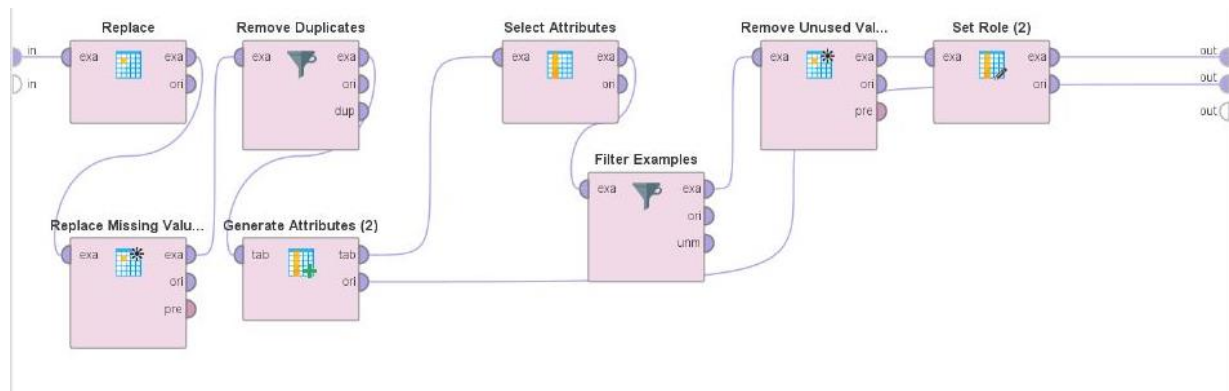 Replace
Remove Duplicates
Select Attributes
Remove Unused Val...
Set Role (2)
in
exa
exa
exa
exa
exa
exa
exa
exa
exa
exa
out
in
ori
ori
ori
ori
ori
out
dup
pre
out
Filter Examples
exa
exa
ori
unm
Replace Missing Valu...
Generate Attributes (2)
exa
exa
tab
tab
ori
ori
pre